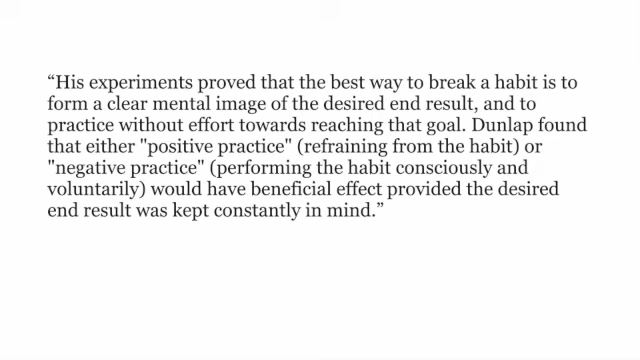 “His experiments proved that the best way to break a habit is to
form a clear mental image of the desired end result, and to
practice without effort towards reaching that goal. Dunlap found
that either "positive practice" (refraining from the habit) or
"negative practice" (performing the habit consciously and
voluntarily) would have beneficial effect provided the desired
end result was kept constantly in mind.”